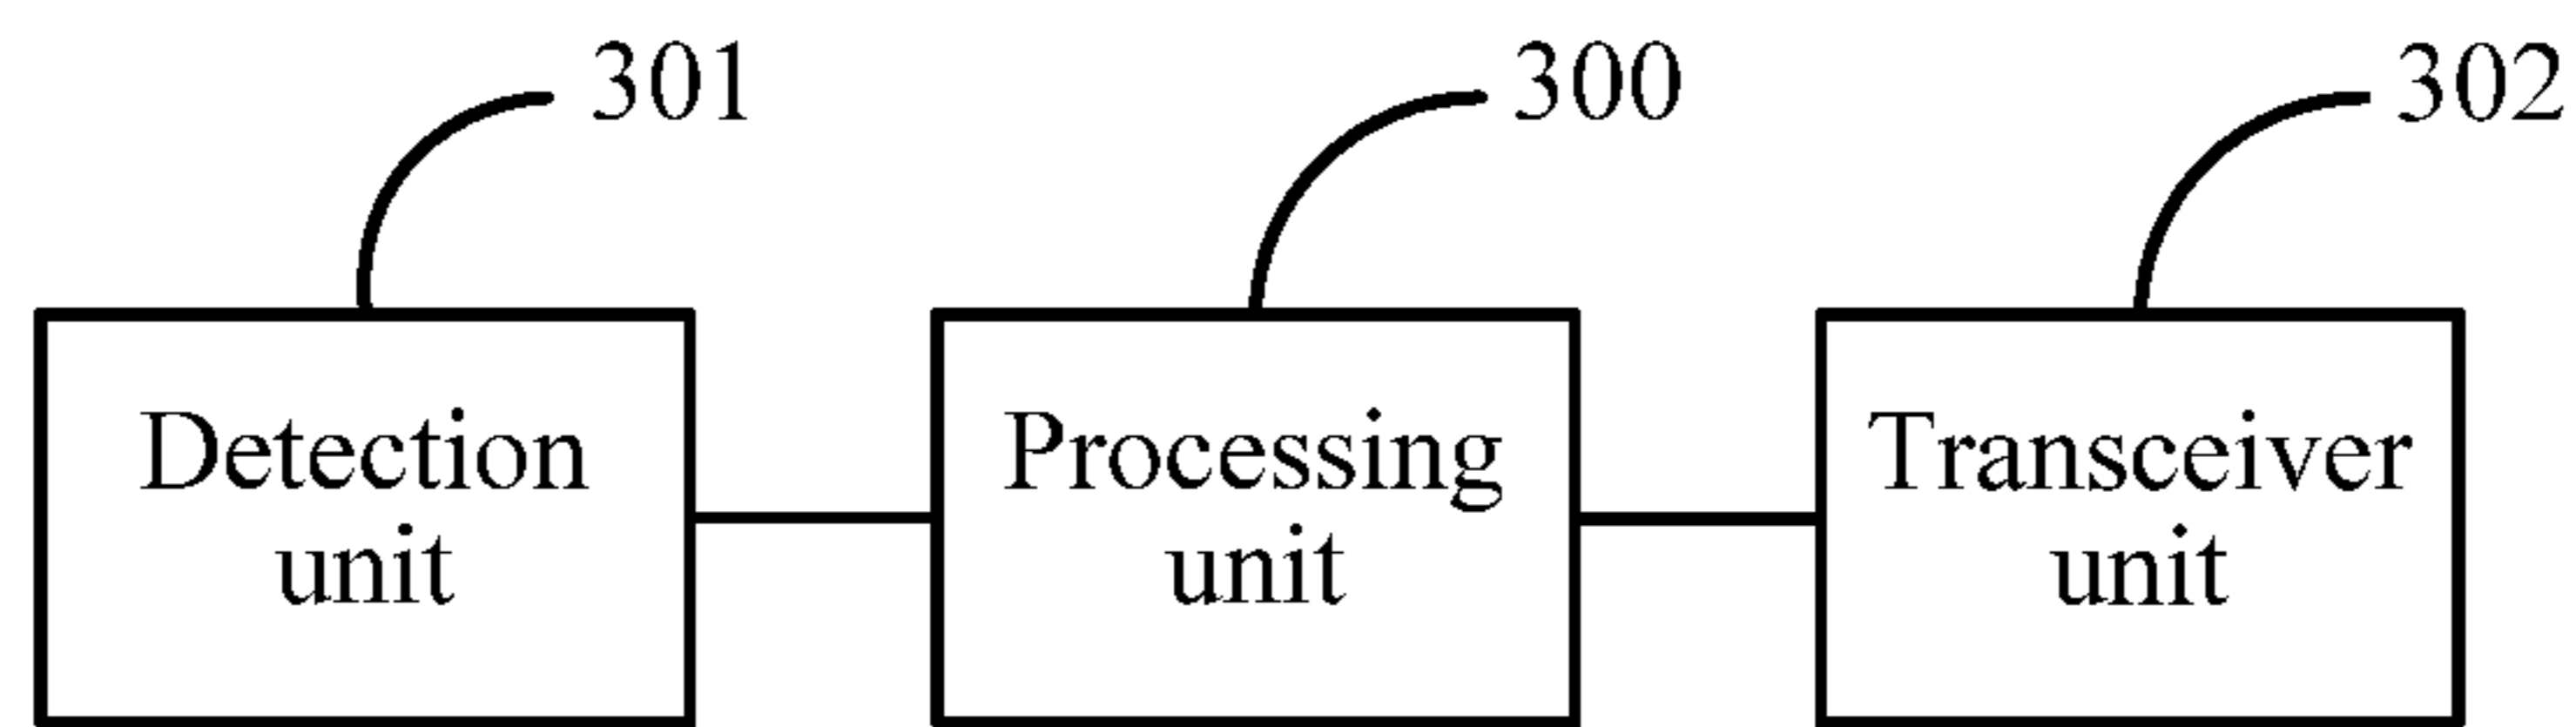 301
300
302
Detection
unit
Processing
unit
Transceiver
unit